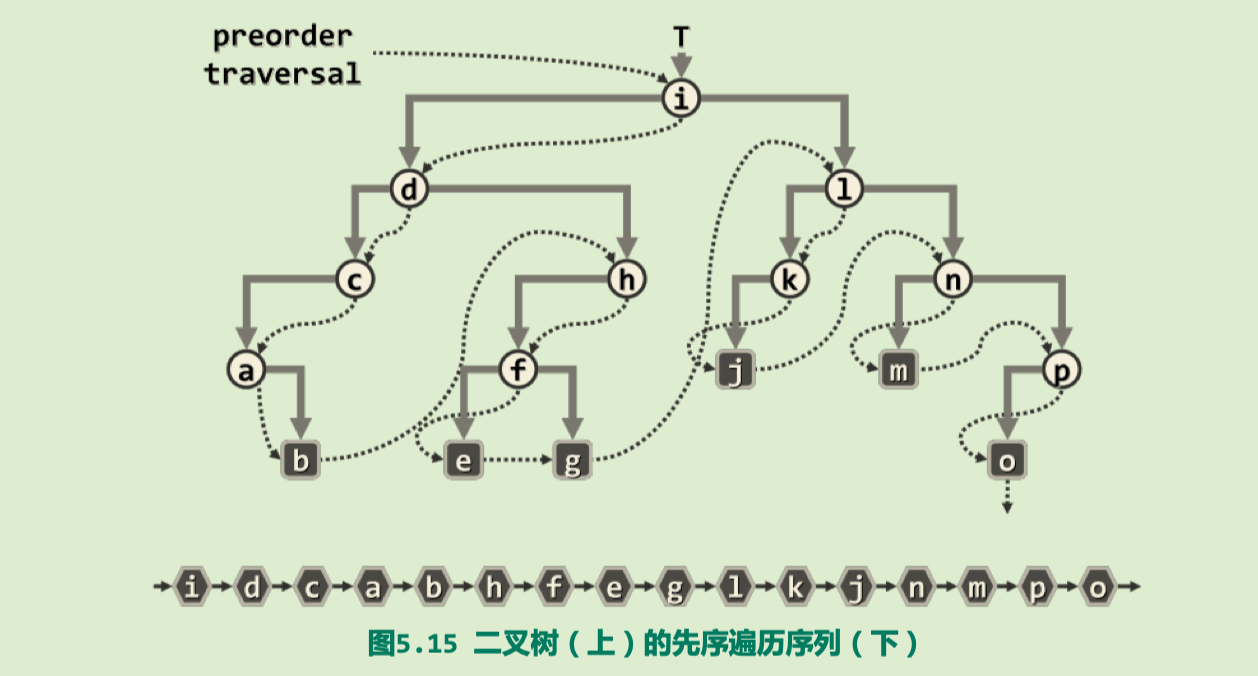 preorder
traversal
T
i
d
l
c
h
k
n
a
f
j
m
p
b
e
g
o
i d c a b h f e g l k j n m p o
图5.15 二叉树（上）的先序遍历序列（下）